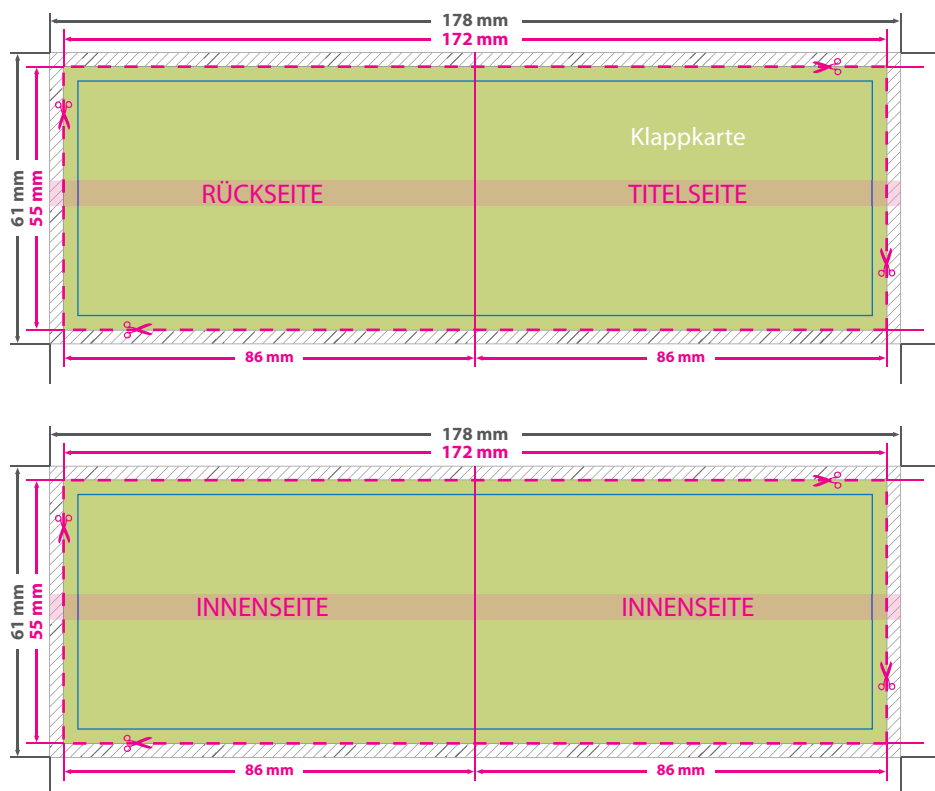 178 mm
172 mm
61 mm
55 mm
Klappkarte
RÜCKSEITE
TITELSEITE
86 mm
86 mm
178 mm
172 mm
61 mm
55 mm
INNENSEITE
INNENSEITE
86 mm
86 mm